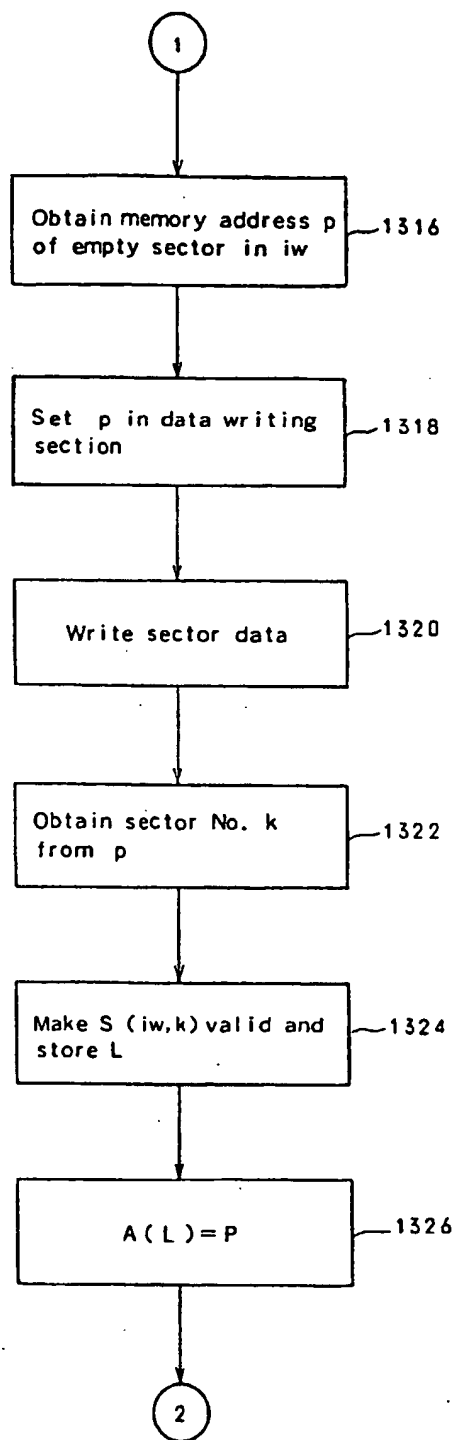 1
Obtain memory address p
of empty sector in iw
1316
Set p in data writing
section
1318
Write sector data
1320
Obtain sector No. k
from p
1322
Make S (iw,k) valid and
store L
1324
A(L)=P
1326
2